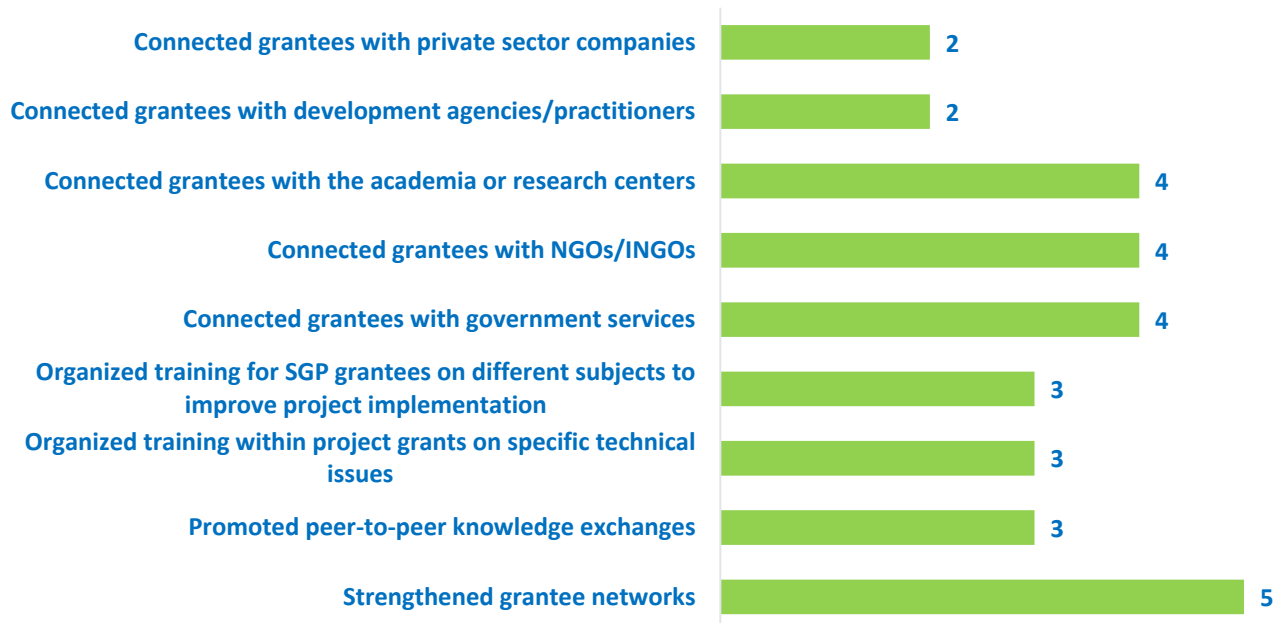 Connected grantees with private sector companies 2
Connected grantees with development agencies/practitioners 2
Connected grantees with the academia or research centers 4
Connected grantees with NGOs/INGOs 4
Connected grantees with government services 4
Organized training for SGP grantees on different subjects to
improve project implementation 3
Organized training within project grants on specific technical
issues 3
Promoted peer-to-peer knowledge exchanges 3
Strengthened grantee networks 5